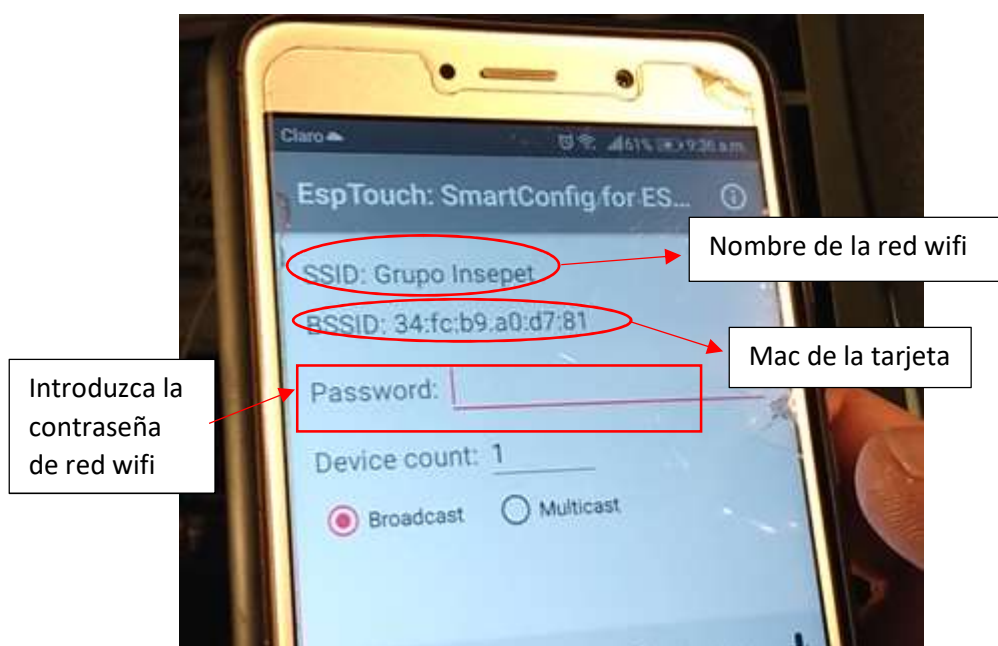 Claro
61% 9:36 a.m.
EspTouch: SmartConfig for ES...
SSID: Grupo Insepet
Nombre de la red wifi
BSSID: 34:fc:b9:a0:d7:81
Mac de la tarjeta
Introduzca la
contraseña
de red wifi
Password:
Device count: 1
Broadcast Multicast